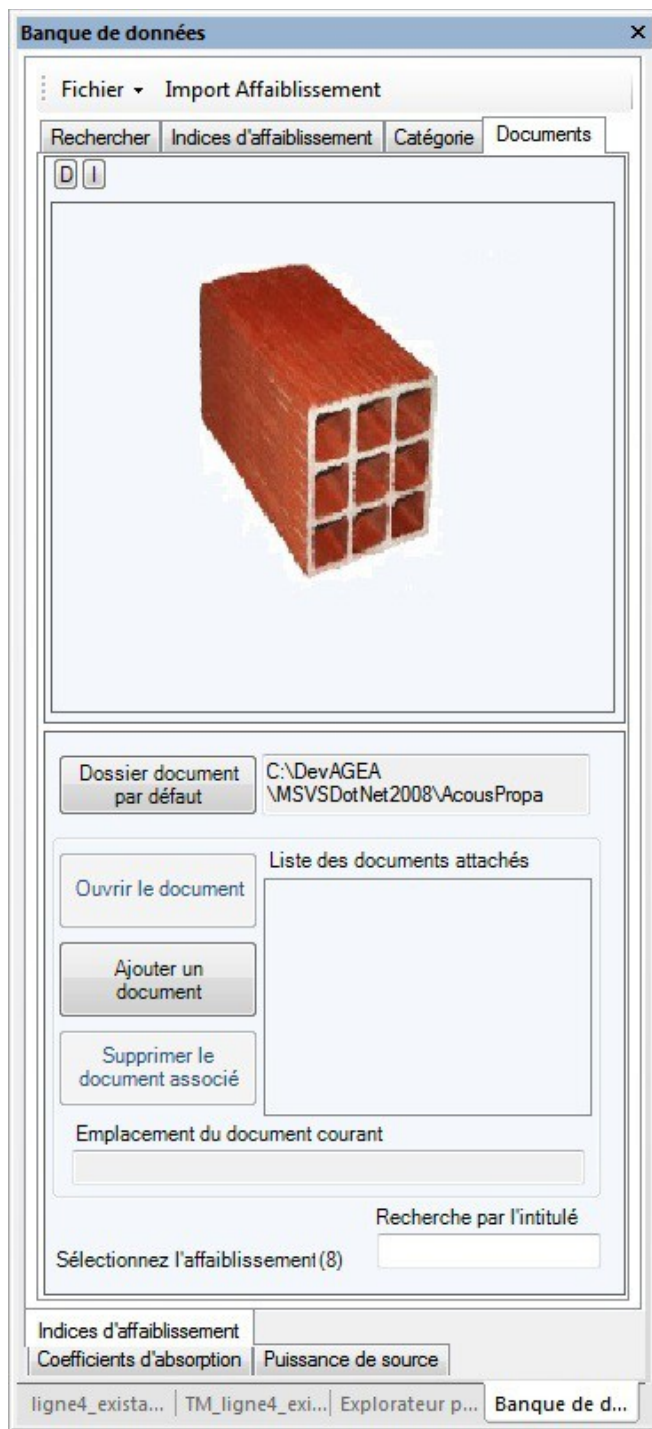 Banque de données
Fichier Import Affaiblissement
Rechercher Indices d'affaiblissement Catégorie Documents
D I
Dossier document
par défaut
C:\DevAGEA
\MSVSDotNet2008\AcousPropa
Liste des documents attachés
Ouvrir le document
Ajouter un
document
Supprimer le
document associé
Emplacement du document courant
Recherche par l'intitulé
Sélectionnez l'affaiblissement (8)
Indices d'affaiblissement
Coefficients d'absorption Puissance de source
ligne4_exista... TM_ligne4_exi... Explorateur p... Banque de d...